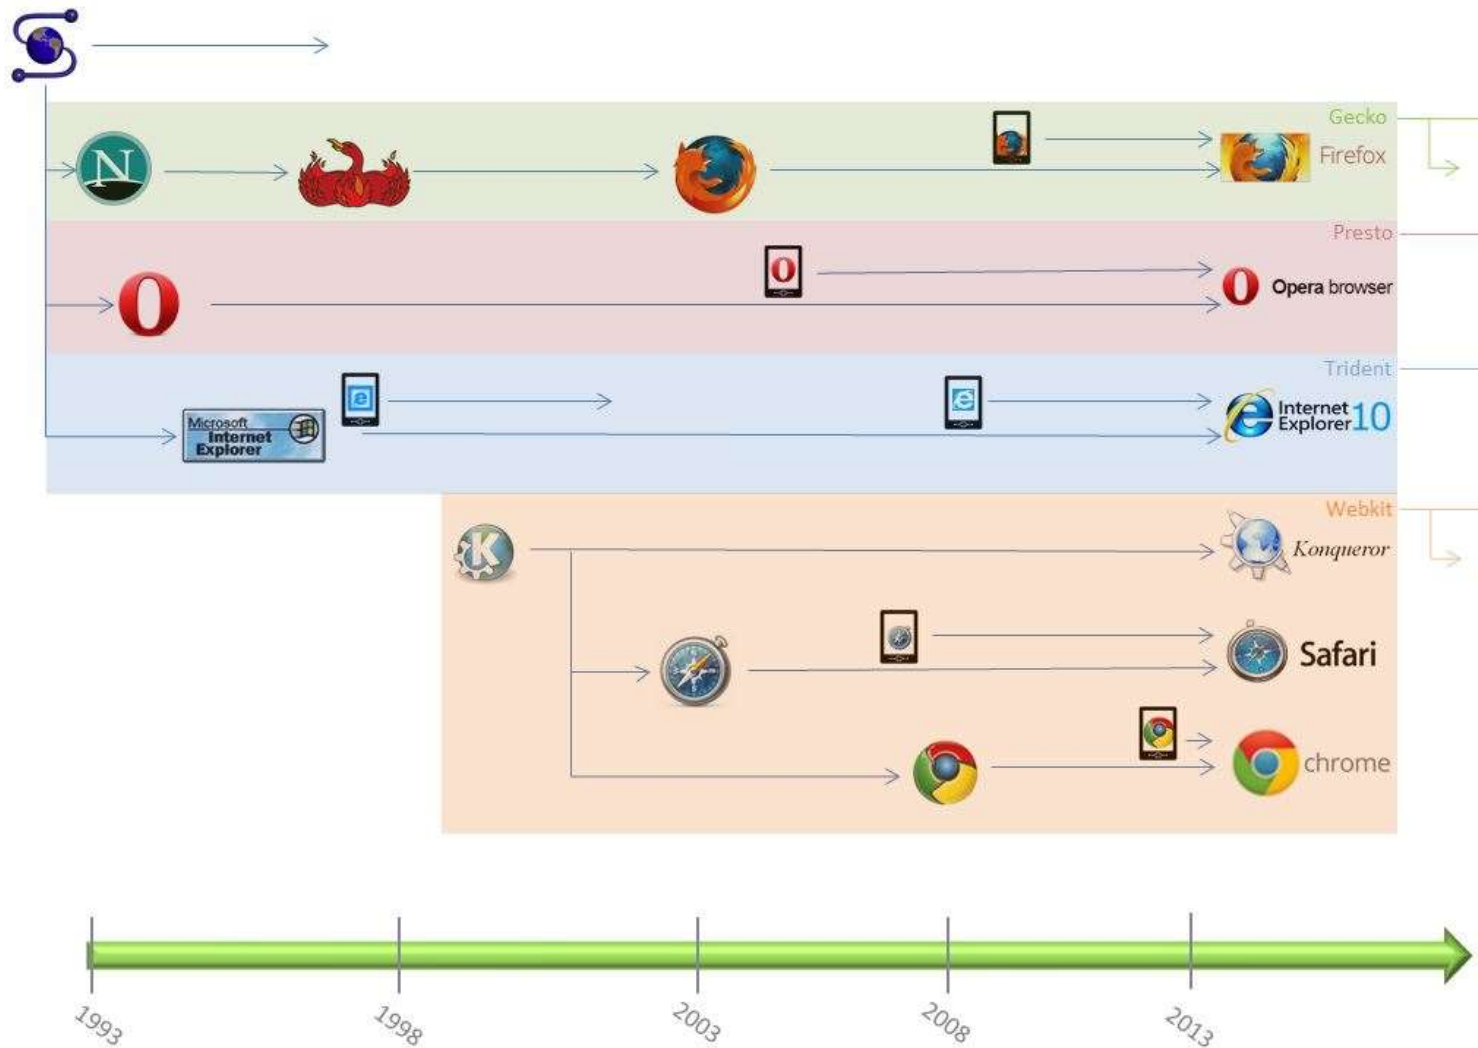 Gecko
N
Firefox
Presto
Opera browser
Trident
Microsoft
Internet
Explorer
Internet
Explorer 10
Webkit
K
Konqueror
Safari
chrome
1993
1998
2003
2008
2013